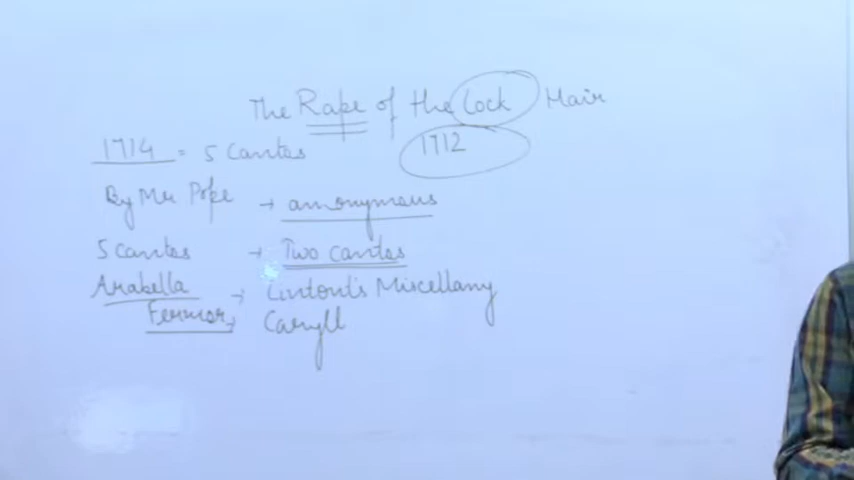 The Rape of the Lock Hair
1714 = 5 Cantos 1712
By Mr Pope → anonymous
5 Cantos → Two Cantos
Arabella → Lintont's Miscellany
Fermor, Caryll